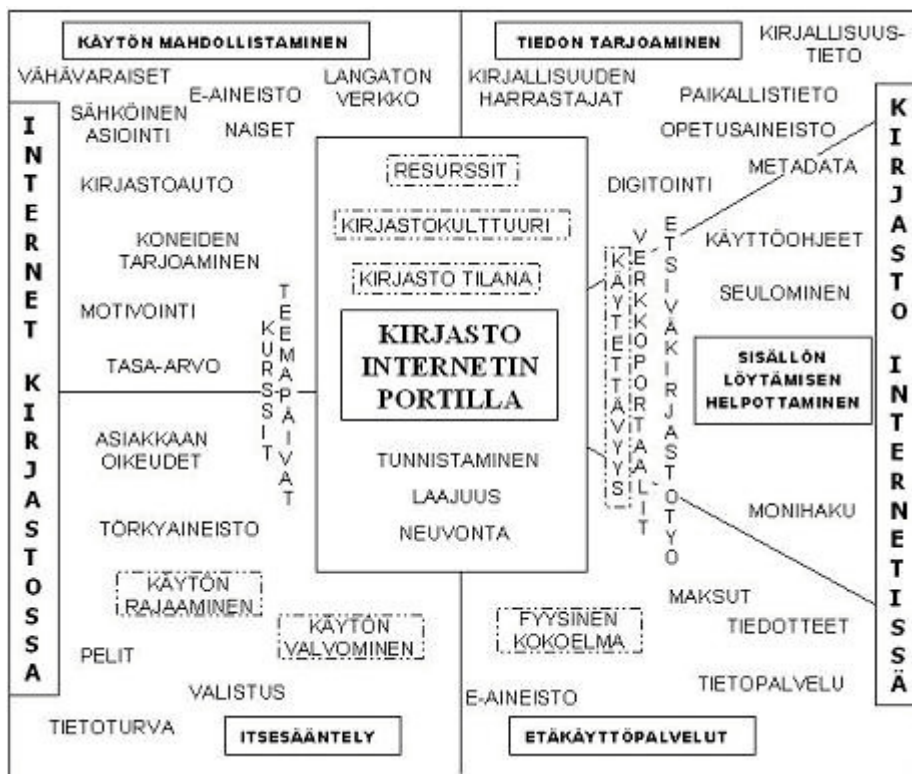 KÄYTÖN MAHDOLLISTAMINEN
VÄHÄVARAISET
E-AINEISTO
LANGATON
VERKKO
SÄHKÖINEN
ASIOINTI
NAISET
KIRJASTOAUTO
KONEIDEN
TARJOAMINEN
MOTIVOINTI
TASA-ARVO
INTERNET KIRJASTOSSA
KURSSIT
TEEMAPÄIVAT
TIEDON TARJOAMINEN
KIRJALLISUUS-
TIETO
KIRJALLISUUDEN
HARRASTAJAT
PAIKALLISTIETO
OPETUSAINEISTO
METADATA
DIGITOINTI
KÄYTTÖOHJEET
SEULOMINEN
SISÄLLÖN
LÖYTÄMISEN
HELPOTTAMINEN
MONIHAKU
KIRJASTO INTERNETISSÄ
KÄYTETTÄVYYS
VERKKOPORTAALIT
ETSIVÄKIRJASTOTYO
RESURSSIT
KIRJASTOKULTTUURI
KIRJASTO TILANA
KIRJASTO
INTERNETIN
PORTILLA
TUNNISTAMINEN
LAAJUUS
NEUVONTA
ASIAKKAAN
OIKEUDET
TÖRKYAINEISTO
KÄYTÖN
RAJAAMINEN
KÄYTÖN
VALVOMINEN
PELIT
VALISTUS
TIETOTURVA
ITSESÄÄNTELY
MAKSUT
FYYSINEN
KOKOELMA
TIEDOTTEET
TIETOPALVELU
E-AINEISTO
ETÄKÄYTTÖPALVELUT